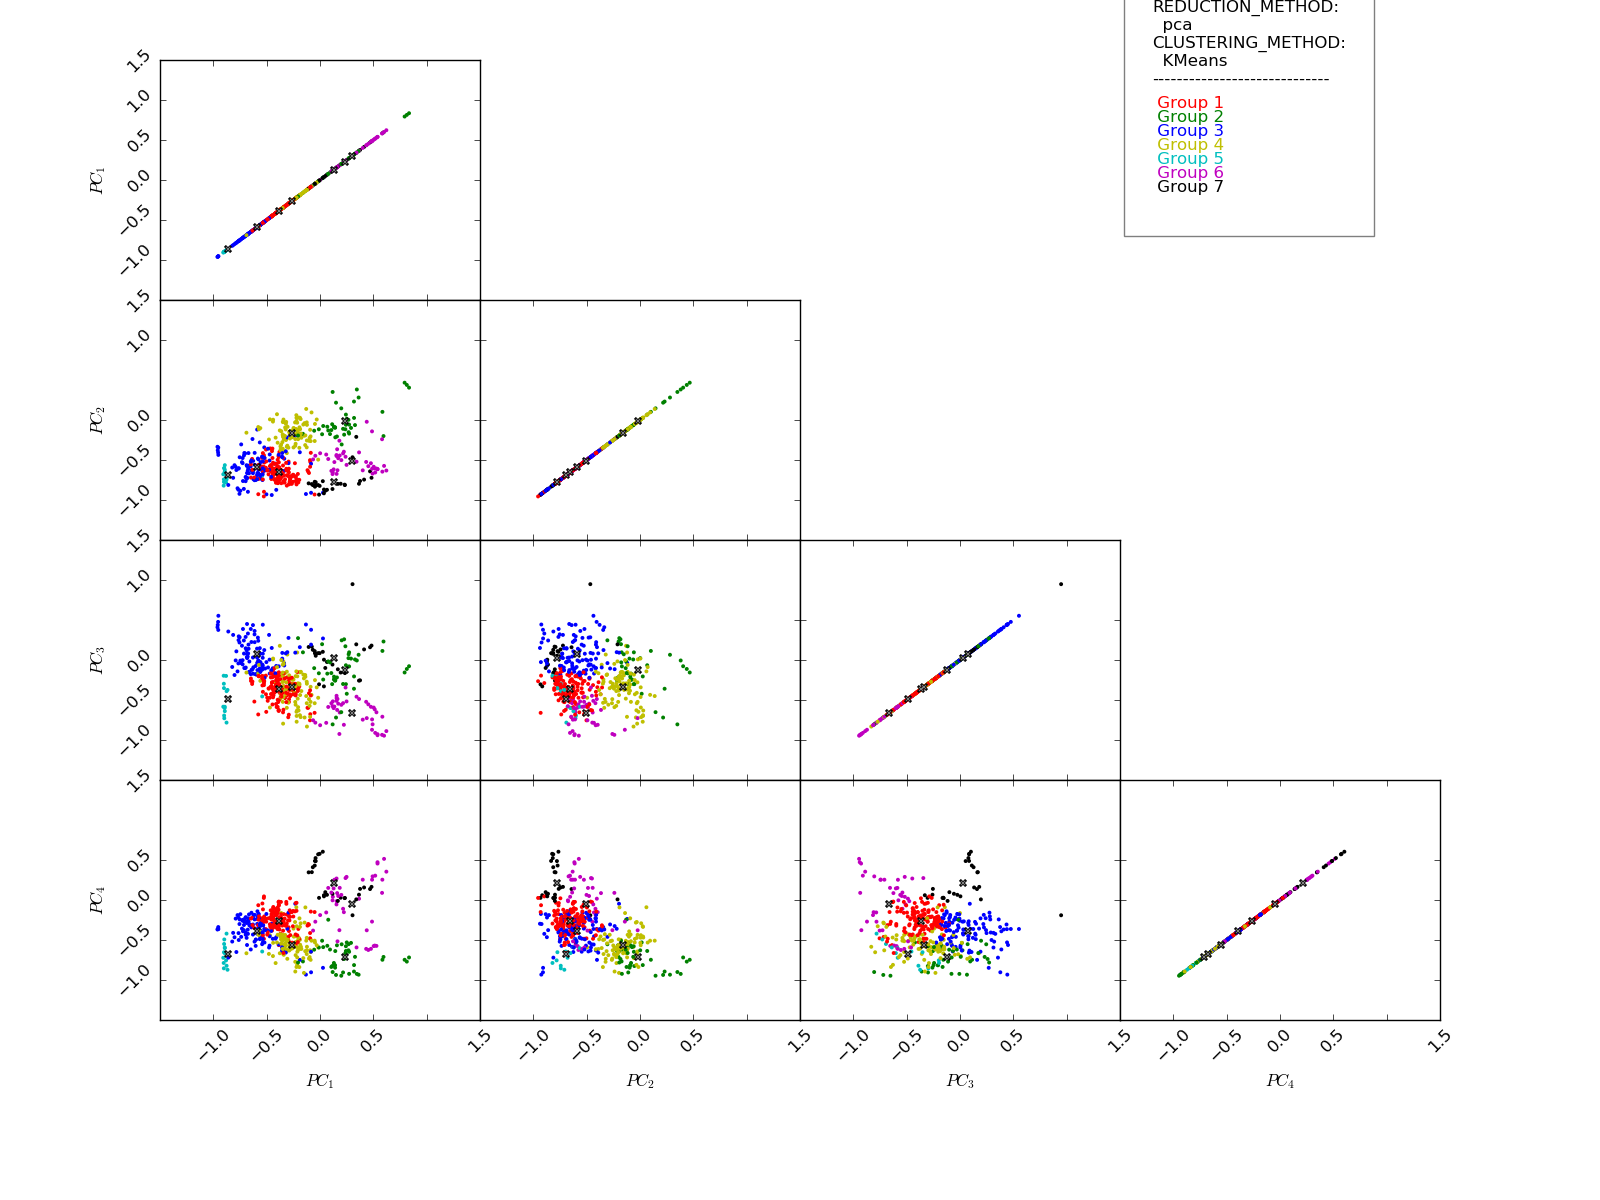 REDUCTION_METHOD:
pca
CLUSTERING_METHOD:
KMeans
-----------------------------
Group 1
Group 2
Group 3
Group 4
Group 5
Group 6
Group 7
1.5
1.0
0.5
0.0
−0.5
−1.0
PC1
1.5
1.0
0.0
−0.5
−1.0
PC2
1.5
1.0
0.0
−0.5
−1.0
PC3
1.5
0.5
0.0
−0.5
−1.0
PC4
−1.0 −0.5 0.0 0.5 1.5 −1.0 −0.5 0.0 0.5 1.5 −1.0 −0.5 0.0 0.5 1.5 −1.0 −0.5 0.0 0.5 1.5
PC1 PC2 PC3 PC4